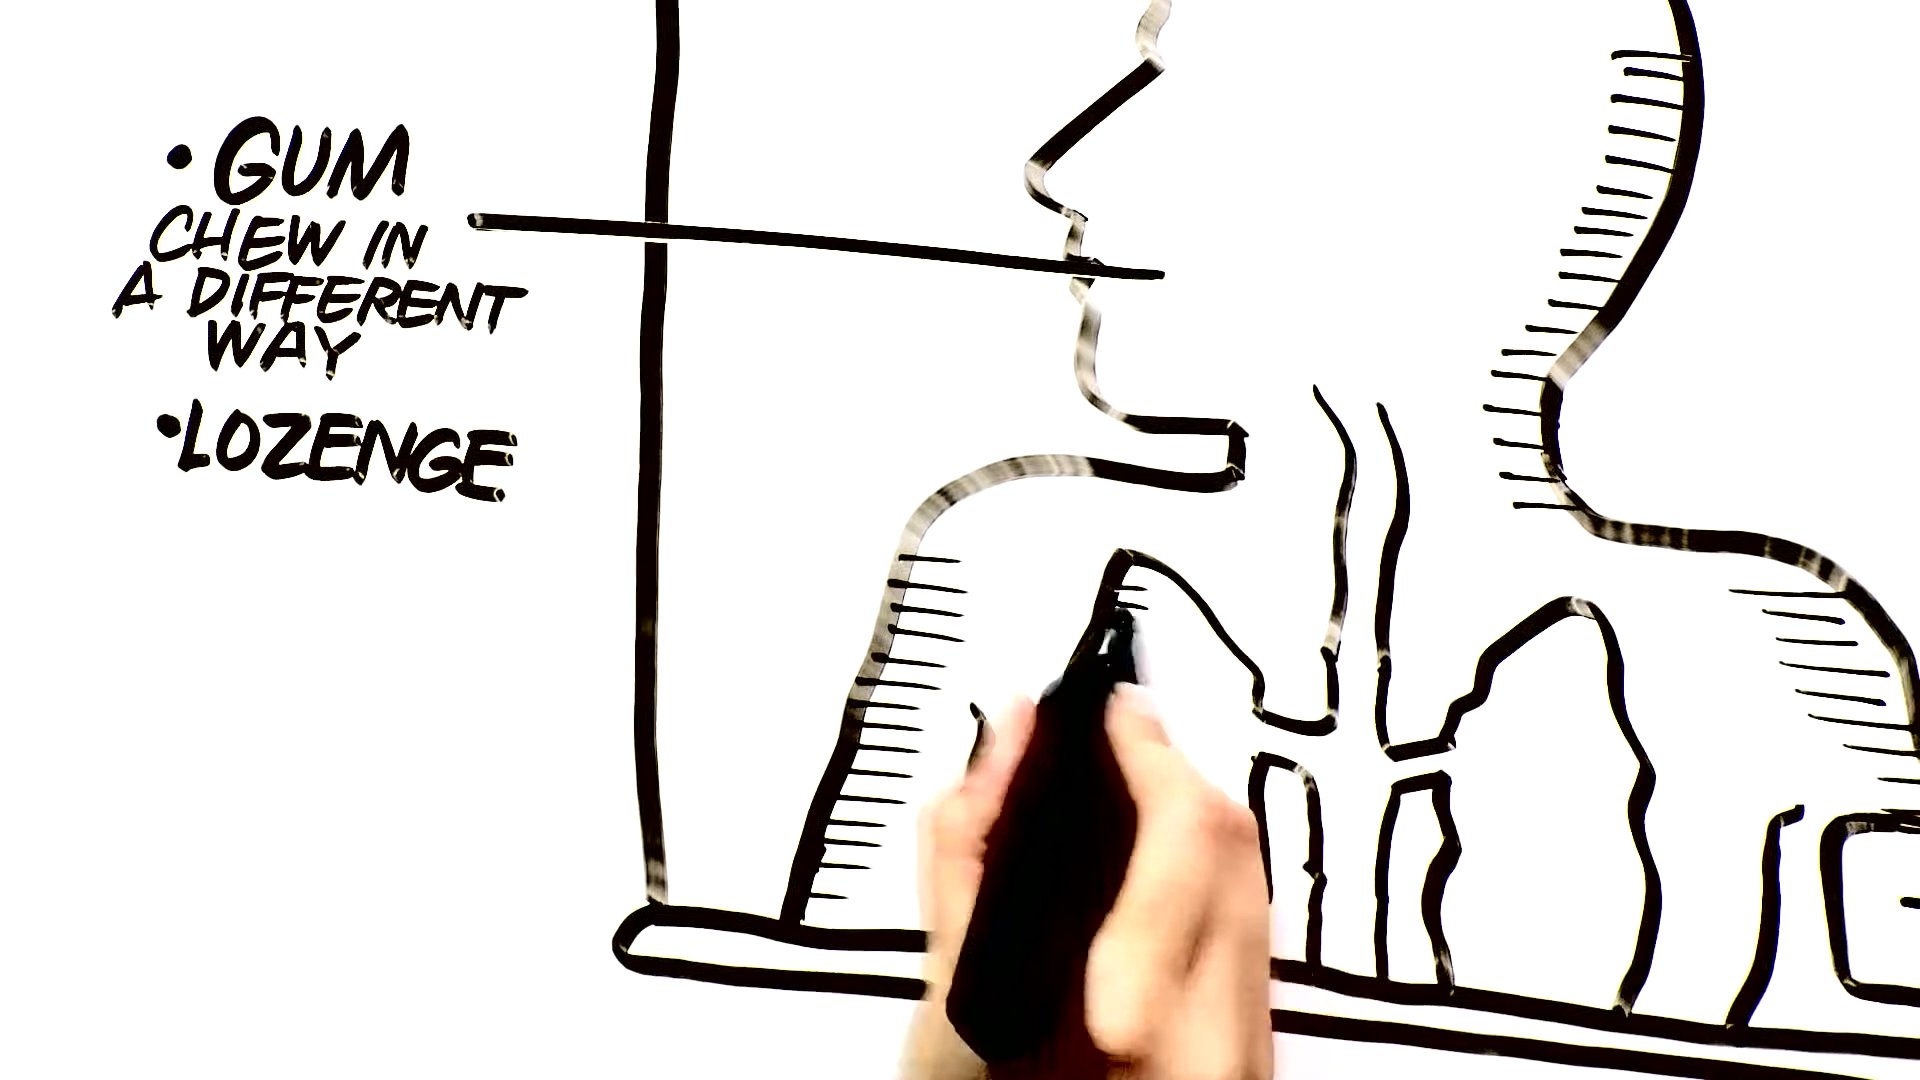 • GUM
CHEW IN
A DIFFERENT
WAY
• LOZENGE